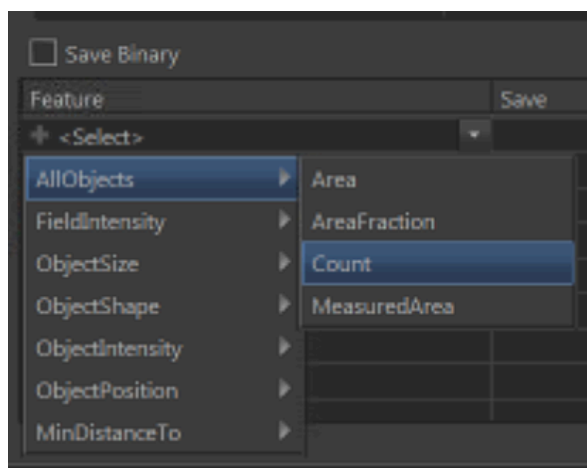 Save Binary
Feature Save
<Select>
AllObjects
FieldIntensity
ObjectSize
ObjectShape
ObjectIntensity
ObjectPosition
MinDistanceTo
Area
AreaFraction
Count
MeasuredArea